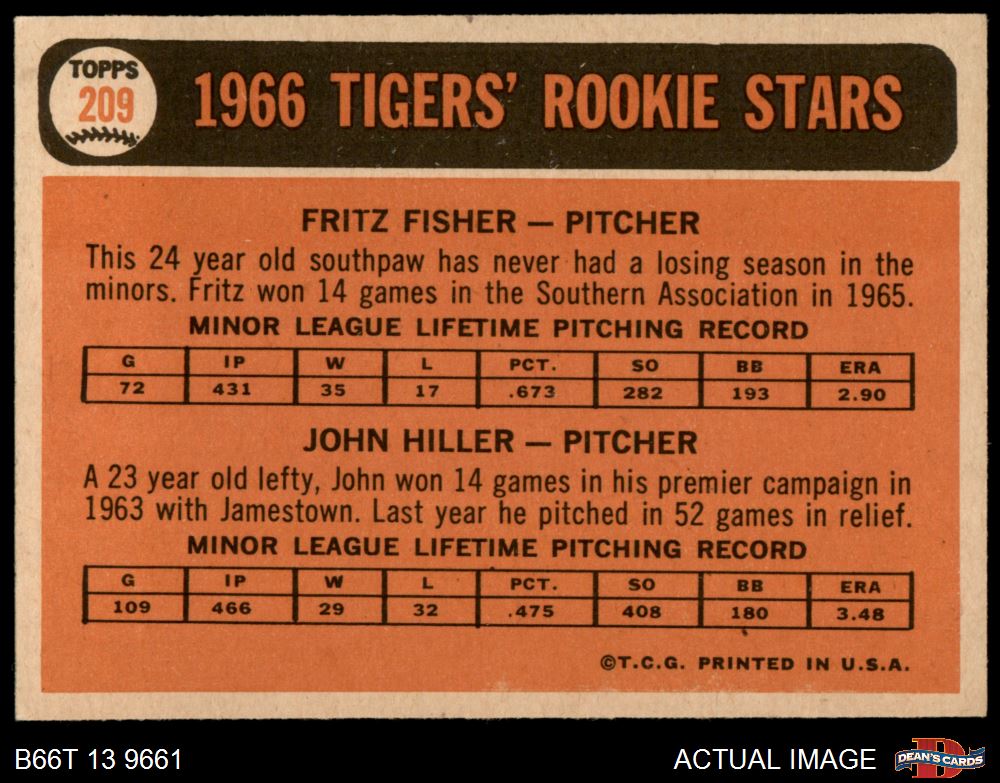 TOPPS
209
1966 TIGERS' ROOKIE STARS
FRITZ FISHER — PITCHER
This 24 year old southpaw has never had a losing season in the
minors. Fritz won 14 games in the Southern Association in 1965.
MINOR LEAGUE LIFETIME PITCHING RECORD
G IP W L PCT. SO BB ERA
72 431 35 17 .673 282 193 2.90
JOHN HILLER — PITCHER
A 23 year old lefty, John won 14 games in his premier campaign in
1963 with Jamestown. Last year he pitched in 52 games in relief.
MINOR LEAGUE LIFETIME PITCHING RECORD
G IP W L PCT. SO BB ERA
109 466 29 32 .475 408 180 3.48
©T.C.G. PRINTED IN U.S.A.
B66T 13 9661 ACTUAL IMAGE
D
DEAN'S CARDS